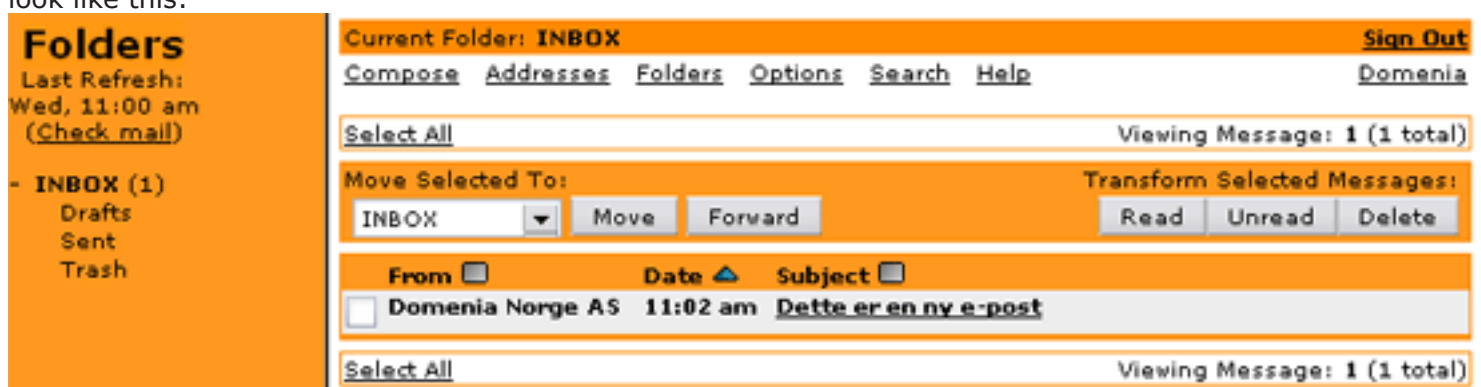 look like this:
Folders
Last Refresh:
Wed, 11:00 am
(Check mail)
- INBOX (1)
Drafts
Sent
Trash
Current Folder: INBOX Sign Out
Compose Addresses Folders Options Search Help Domenia
Select All Viewing Message: 1 (1 total)
Move Selected To: Transform Selected Messages:
INBOX Move Forward Read Unread Delete
From Date Subject
Domenia Norge AS 11:02 am Dette er en ny e-post
Select All Viewing Message: 1 (1 total)